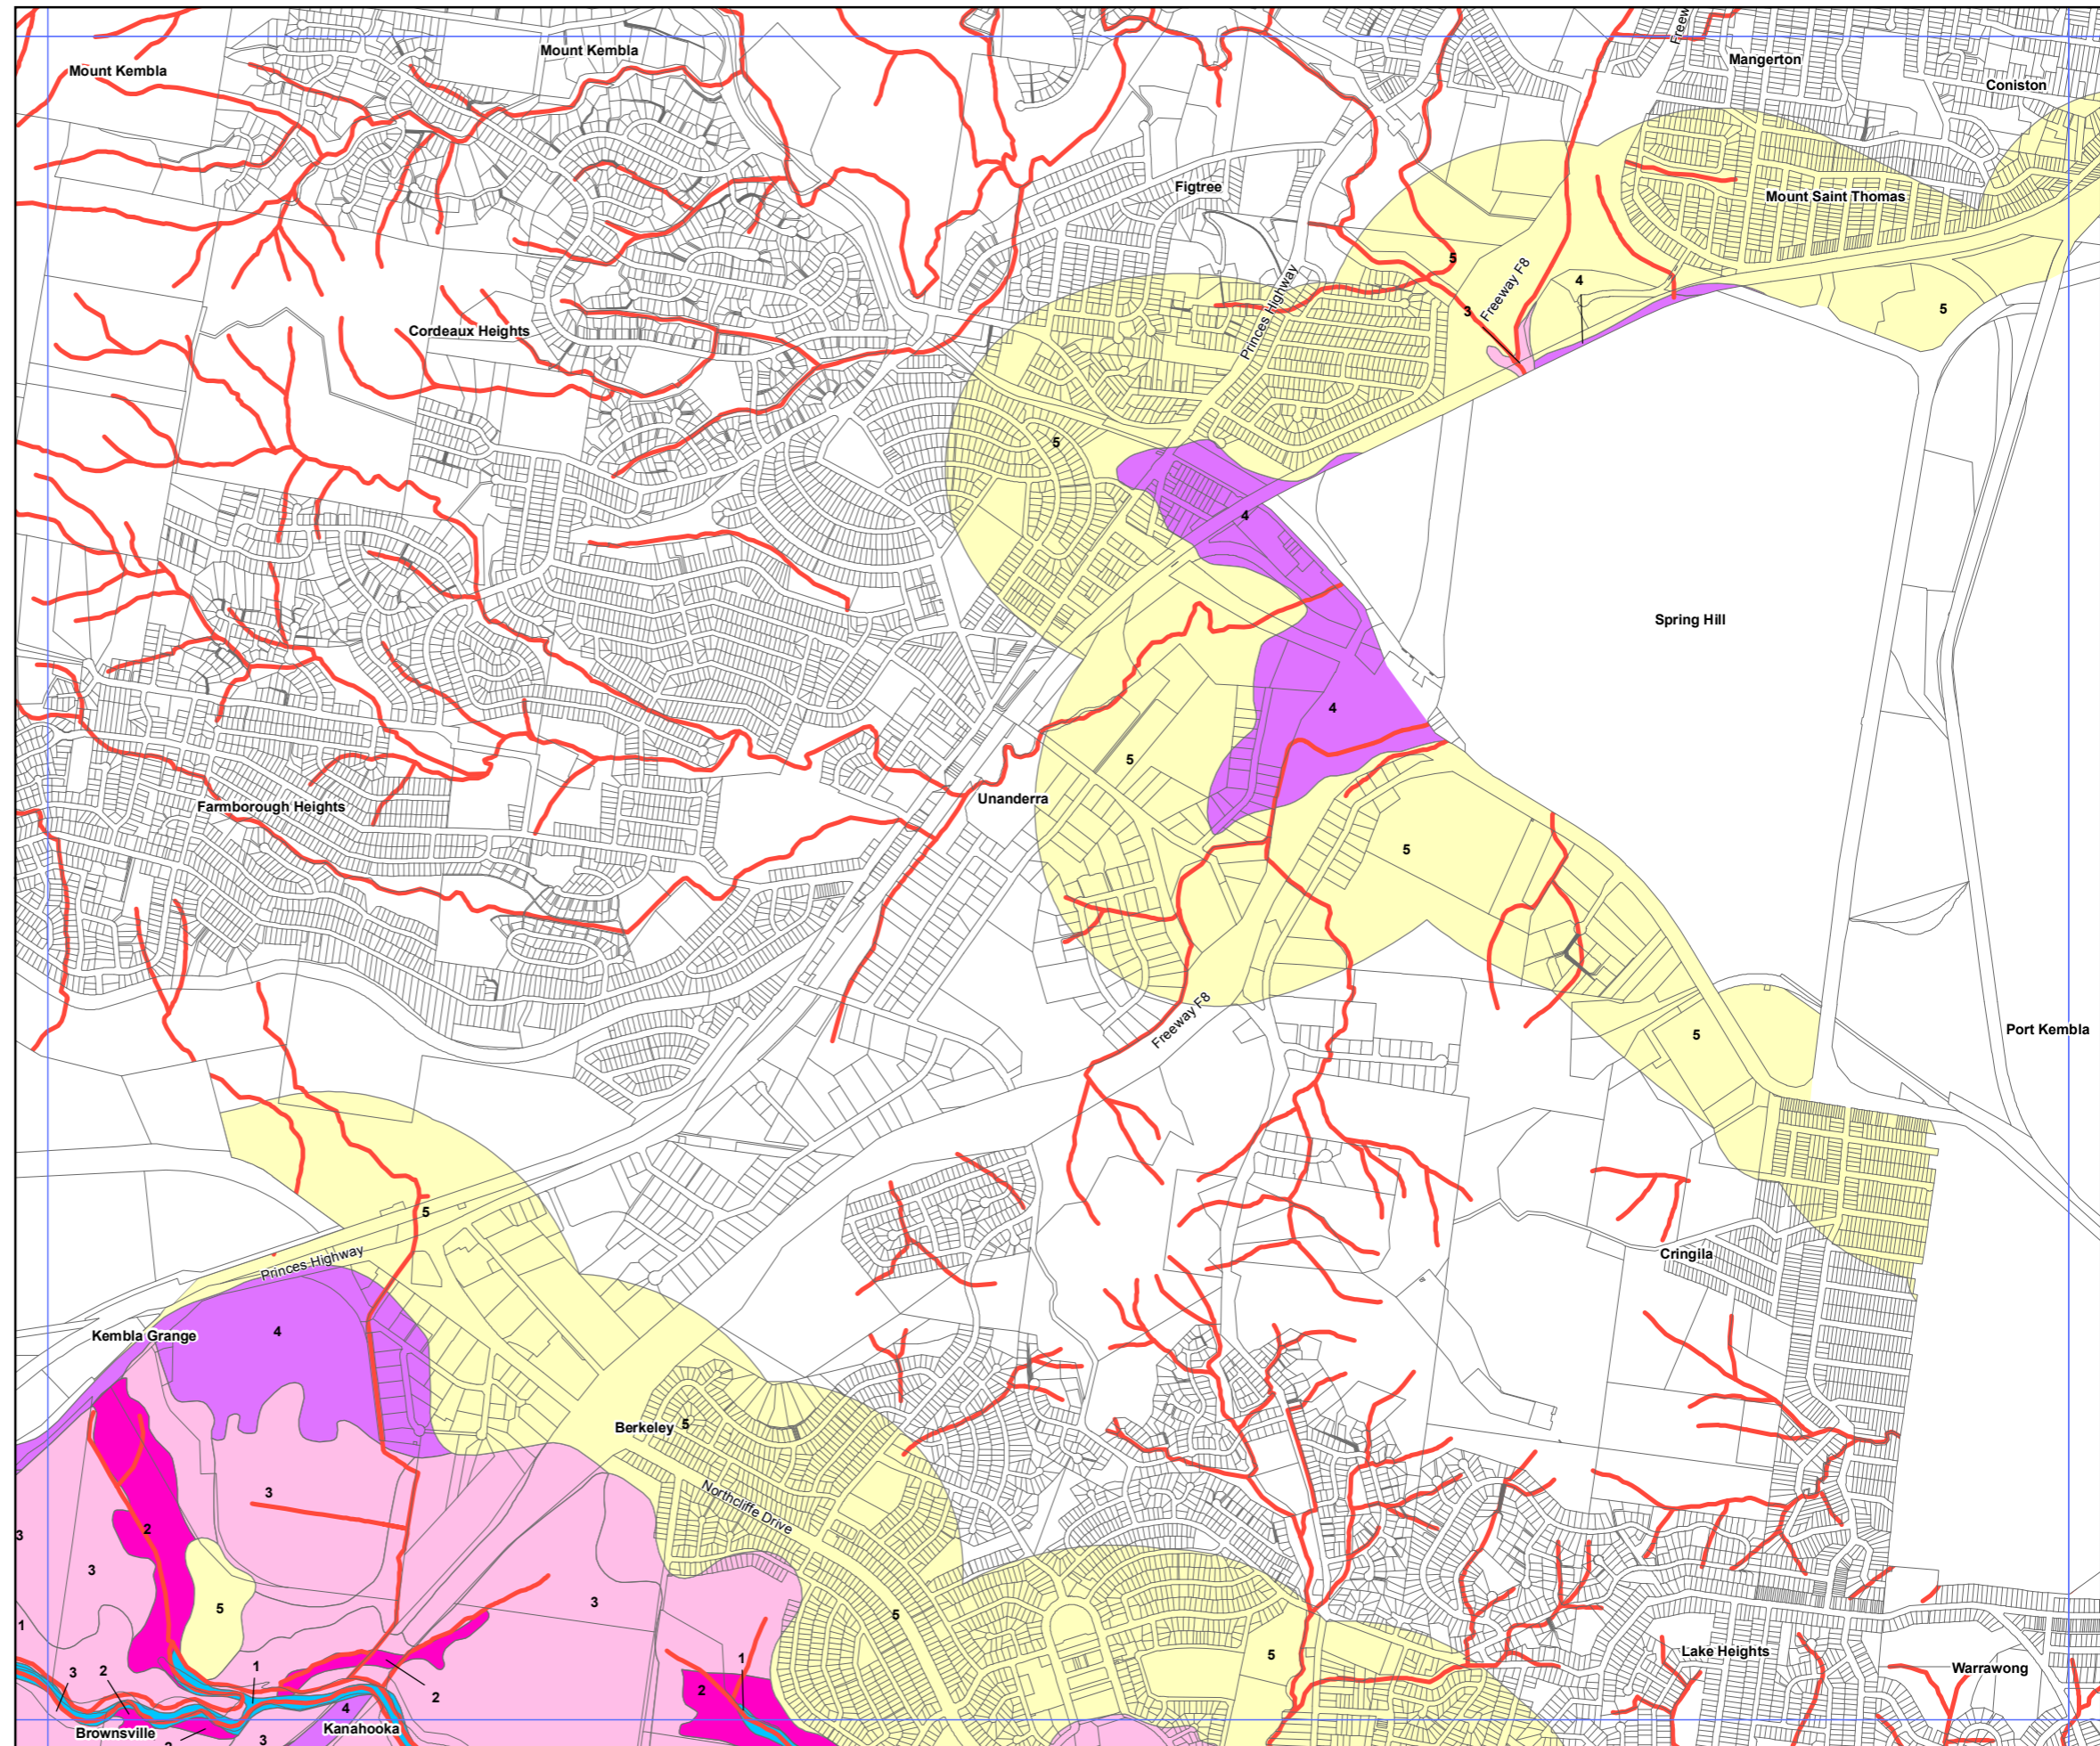 Freew
Mount Kembla
Mangerton
Mount Kembla
Coniston
Figtree
Mount Saint Thomas
5
Freeway F8
4
Princes Highway
3
5
Cordeaux Heights
5
4
Spring Hill
4
5
Unanderra
Farmborough Heights
5
Freeway F8
5
Port Kembla
5
Princes Highway
Cringila
4
Kembla Grange
5
Berkeley
3
Northcliffe Drive
2
3
3
3
5
5
1
5
Lake Heights
1
1
Warrawong
3
2
2
2
4
Kanahooka
Brownsville
3